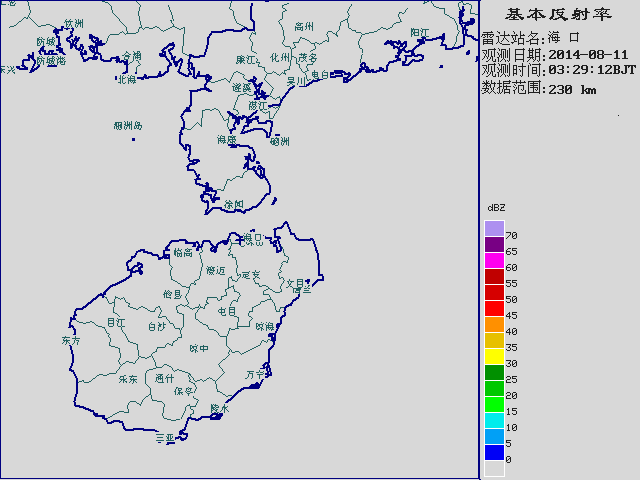 基本反射率
雷达站名:海 口
观测日期:2014-08-11
观测时间:03:29:12BJT
数据范围:230 km
钦州
防城
防城港
东兴
合浦
北海
高州
阳江
廉江
化州
茂名
电白
吴川
遂溪
湛江
涠洲岛
海康
硇洲
徐闻
海口
琼山
临高
澄迈
定安
文昌
儋县
屯昌
昌江
白沙
琼海
东方
琼中
乐东
通什
万宁
保亭
陵水
三亚
dBZ
70
65
60
55
50
45
40
35
30
25
20
15
10
5
0